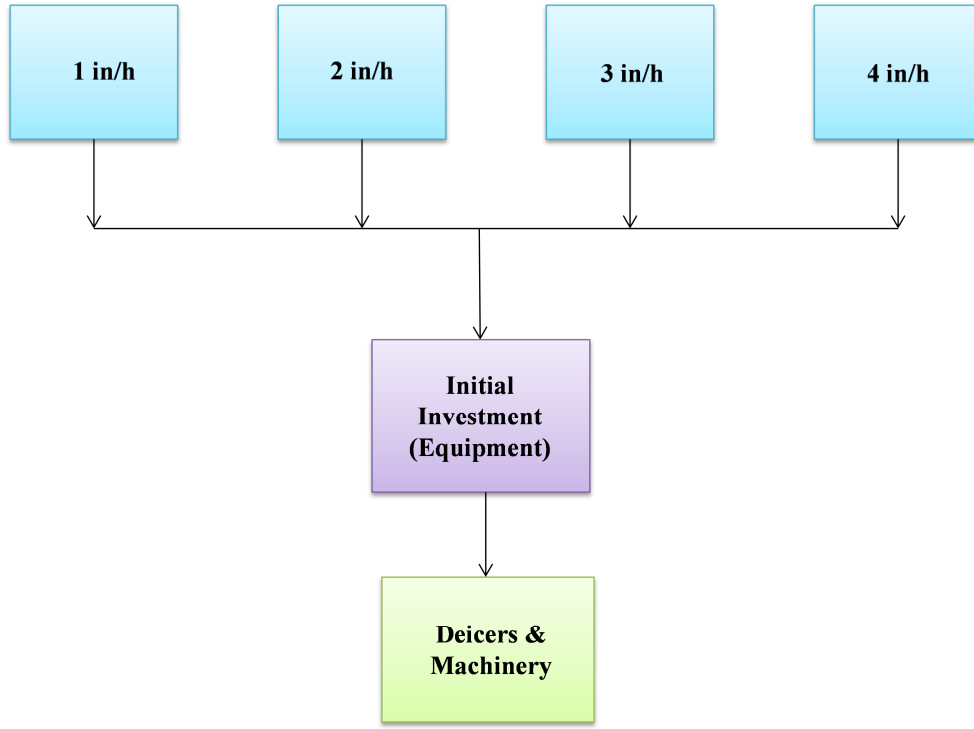 1 in/h
2 in/h
3 in/h
4 in/h
Initial
Investment
(Equipment)
Deicers &
Machinery